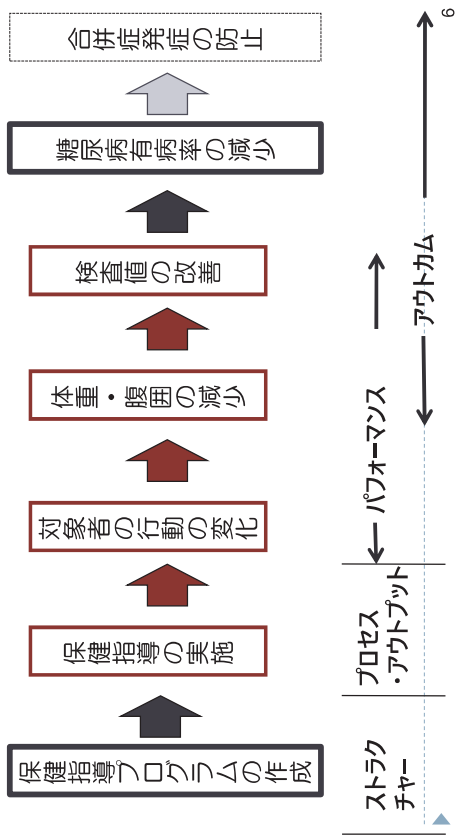 保健指導プログラムの作成
保健指導の実施
対象者の行動の変化
体重・腹囲の減少
検査値の改善
糖尿病有病率の減少
合併症発症の防止
ストラク
チャー
プロセス
・アウトプット
パフォーマンス
アウトカム
6